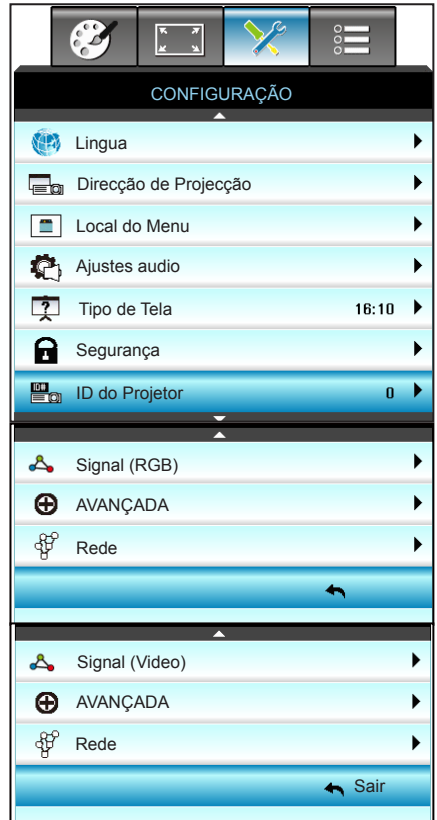 CONFIGURAÇÃO
Lingua
Direcção de Projecção
Local do Menu
Ajustes audio
Tipo de Tela 16:10
Segurança
ID# ID do Projetor 0
Signal (RGB)
AVANÇADA
Rede
Signal (Video)
AVANÇADA
Rede
Sair